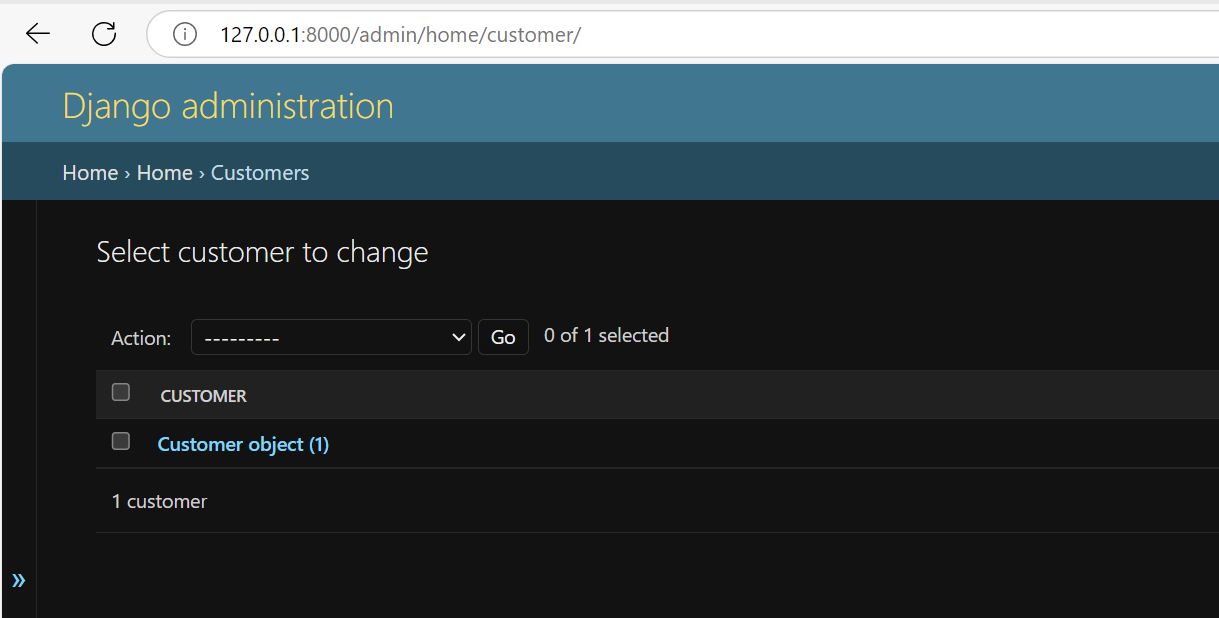 127.0.0.1:8000/admin/home/customer/
Django administration
Home › Home › Customers
Select customer to change
Action: --------- Go 0 of 1 selected
CUSTOMER
Customer object (1)
1 customer
»